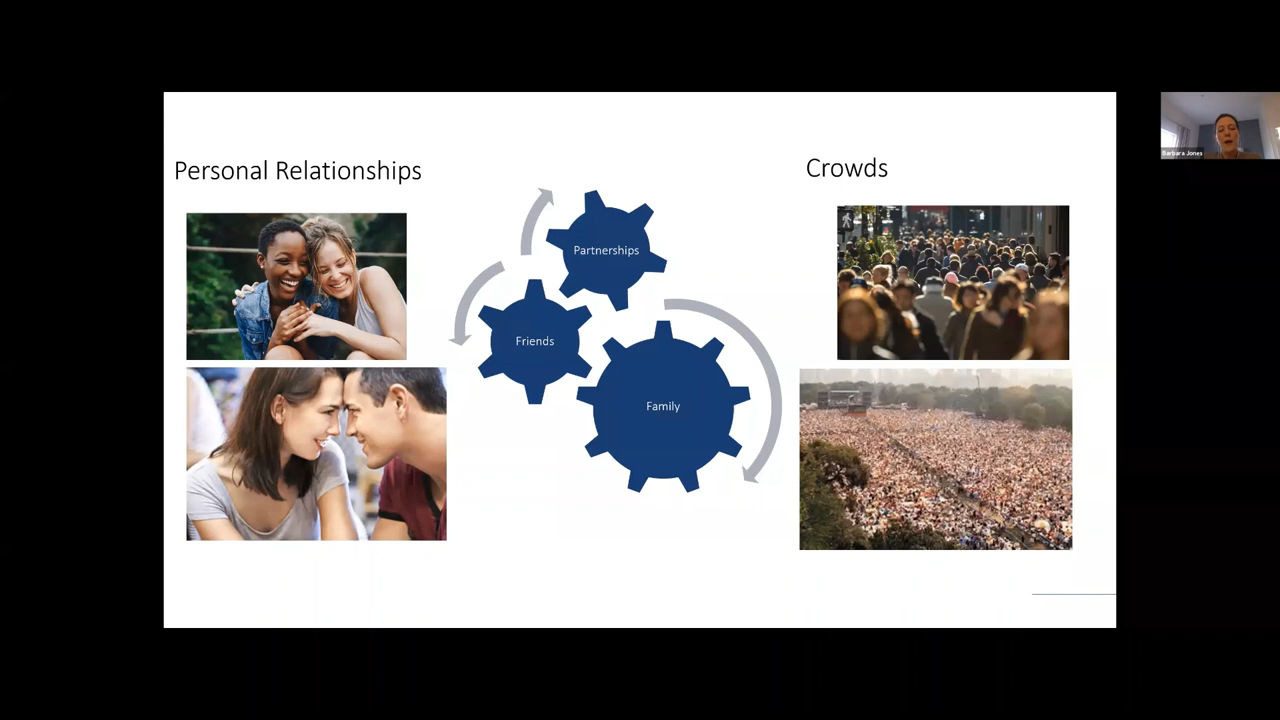 Personal Relationships
Crowds
Partnerships
Friends
Family
Barbara Jones